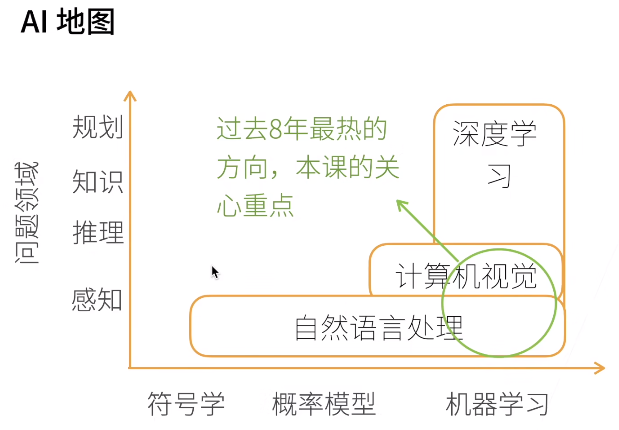 AI 地图
过去8年最热的
方向，本课的关
心重点
问题领域
规划
知识
推理
感知
深度学
习
计算机视觉
自然语言处理
符号学
概率模型
机器学习